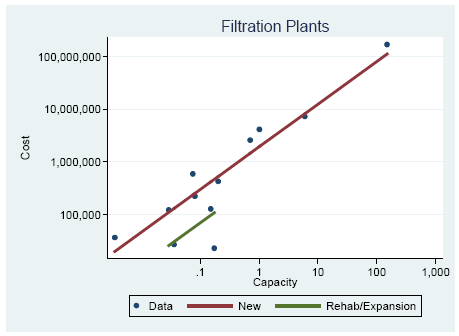 Filtration Plants
100,000,000
10,000,000
1,000,000
100,000
Cost
.1 1 10 100 1,000
Capacity
Data New Rehab/Expansion